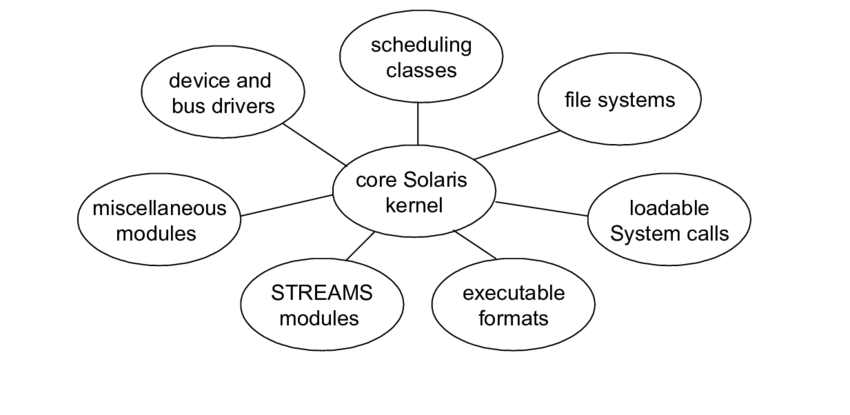 scheduling
classes
device and
bus drivers
file systems
core Solaris
kernel
miscellaneous
modules
loadable
System calls
STREAMS
modules
executable
formats